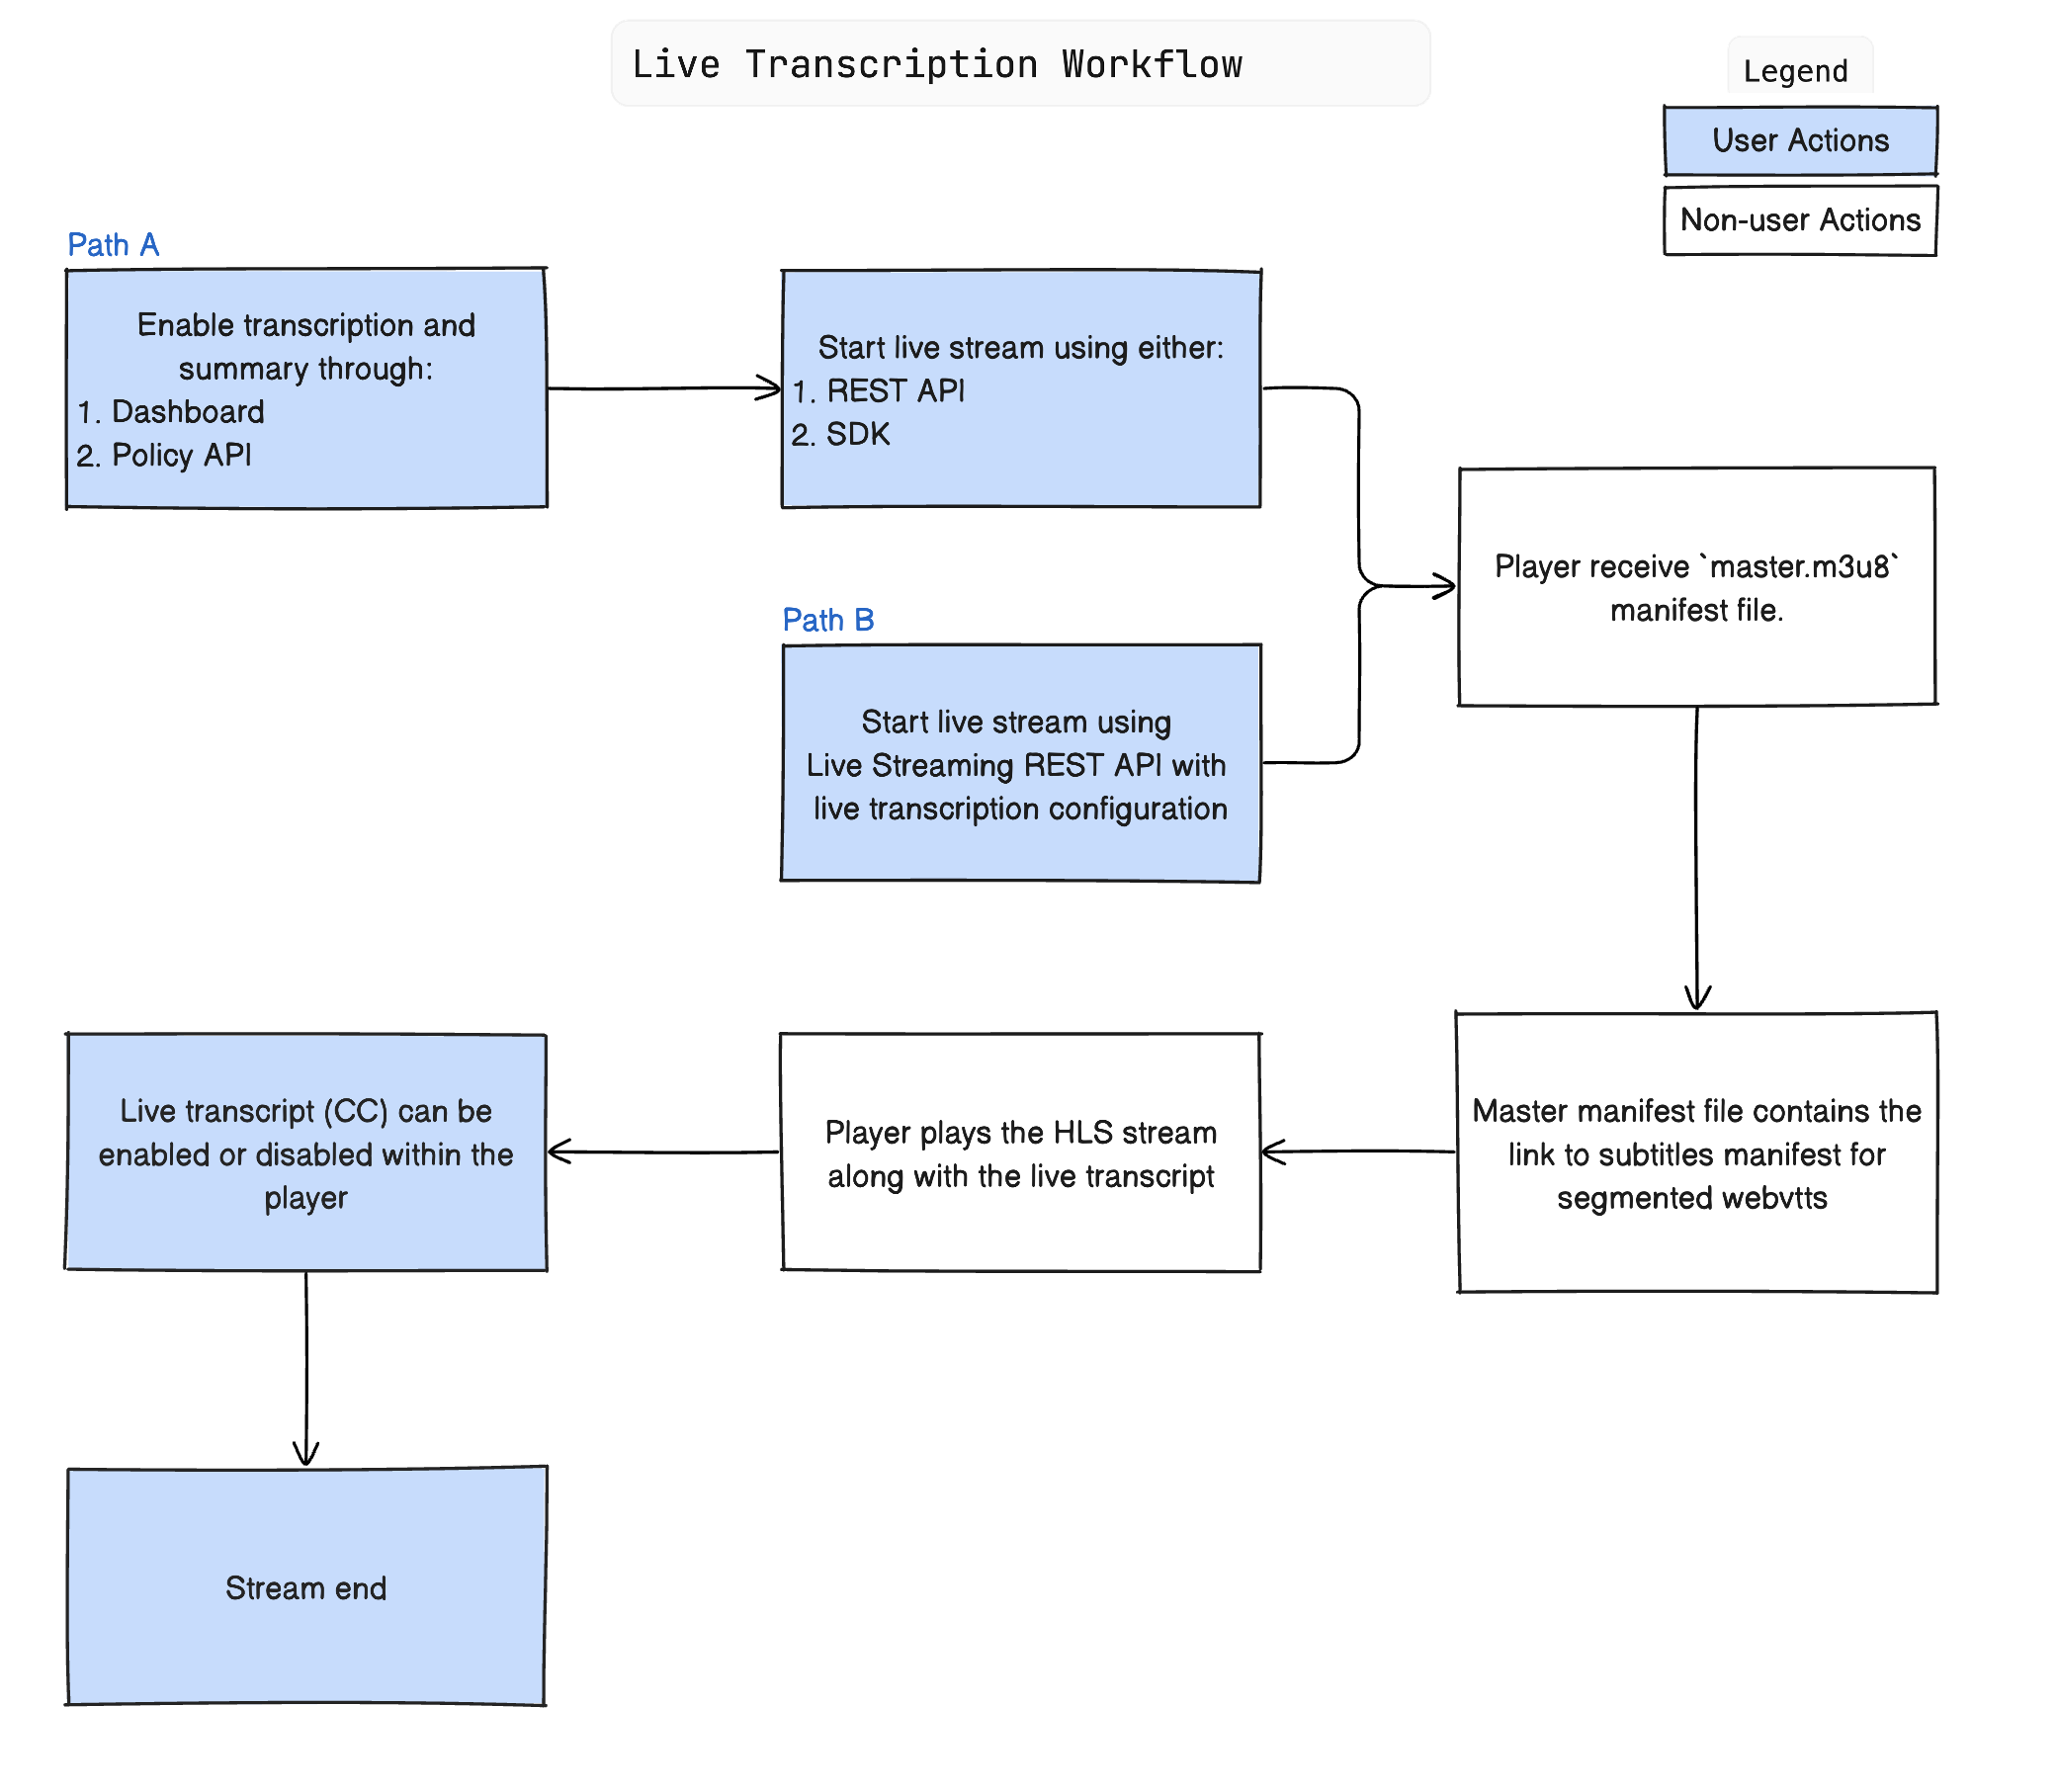 Live Transcription Workflow
Legend
User Actions
Non-user Actions
Path A
Enable transcription and
summary through:
1. Dashboard
2. Policy API
Start live stream using either:
1. REST API
2. SDK
Path B
Start live stream using
Live Streaming REST API with
live transcription configuration
Player receive `master.m3u8`
manifest file.
Master manifest file contains the
link to subtitles manifest for
segmented webvtts
Player plays the HLS stream
along with the live transcript
Live transcript (CC) can be
enabled or disabled within the
player
Stream end